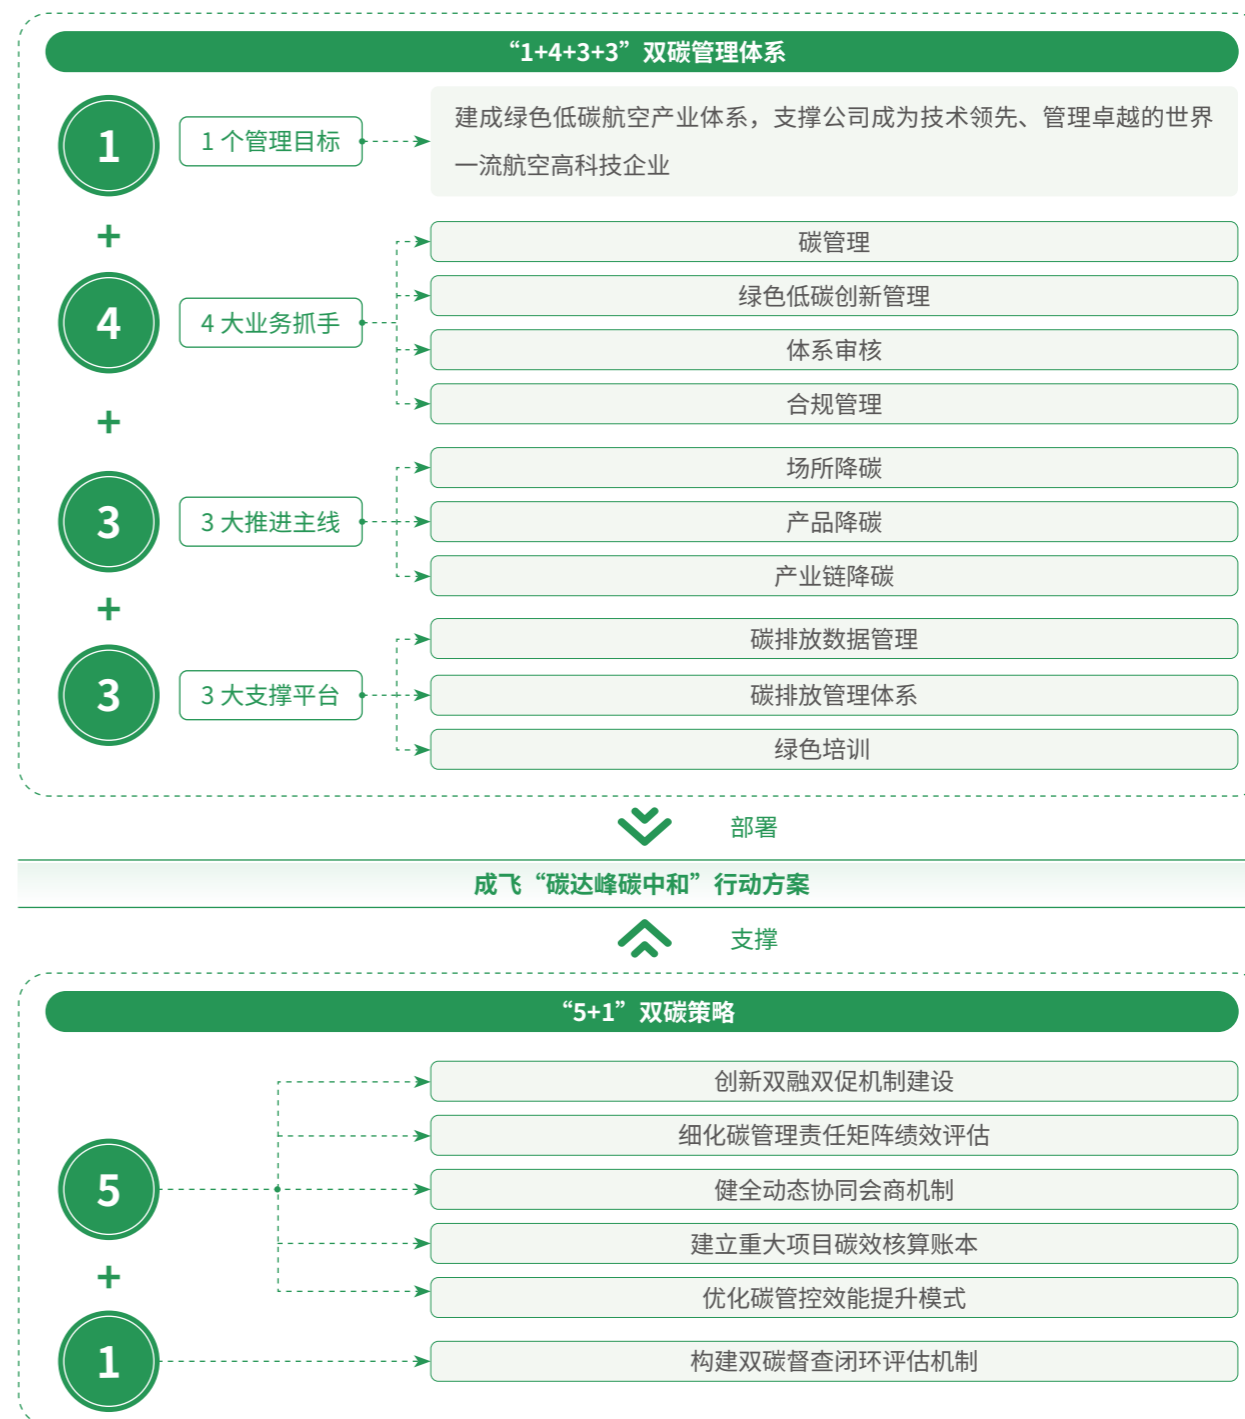 “1+4+3+3”双碳管理体系
1
1 个管理目标
建成绿色低碳航空产业体系，支撑公司成为技术领先、管理卓越的世界
一流航空高科技企业
+
4
4 大业务抓手
碳管理
绿色低碳创新管理
体系审核
合规管理
+
3
3 大推进主线
场所降碳
产品降碳
产业链降碳
+
3
3 大支撑平台
碳排放数据管理
碳排放管理体系
绿色培训
部署
成飞“碳达峰碳中和”行动方案
支撑
“5+1”双碳策略
5
创新双融双促机制建设
细化碳管理责任矩阵绩效评估
健全动态协同会商机制
建立重大项目碳效核算账本
优化碳管控效能提升模式
+
1
构建双碳督查闭环评估机制